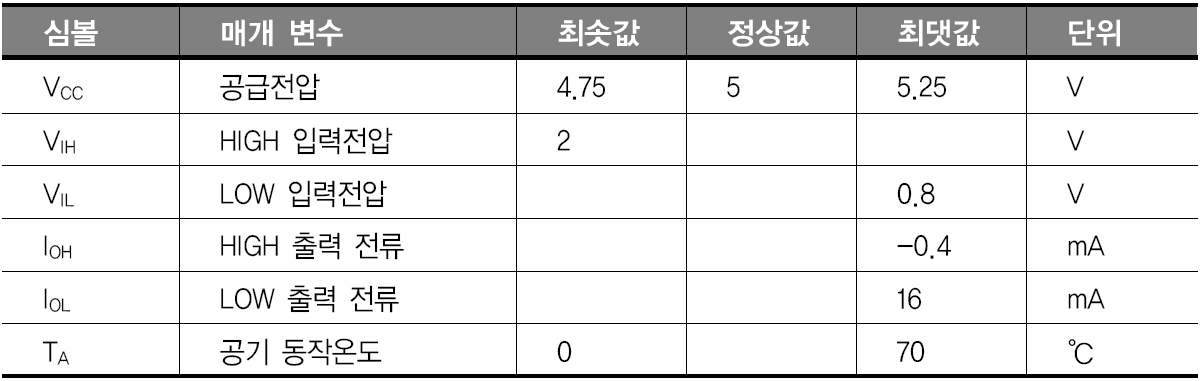 심볼 매개 변수 최솟값 정상값 최댓값 단위
VCC 공급전압 4.75 5 5.25 V
VIH HIGH 입력전압 2 V
VIL LOW 입력전압 0.8 V
IOH HIGH 출력 전류 -0.4 mA
IOL LOW 출력 전류 16 mA
TA 공기 동작온도 0 70 ℃